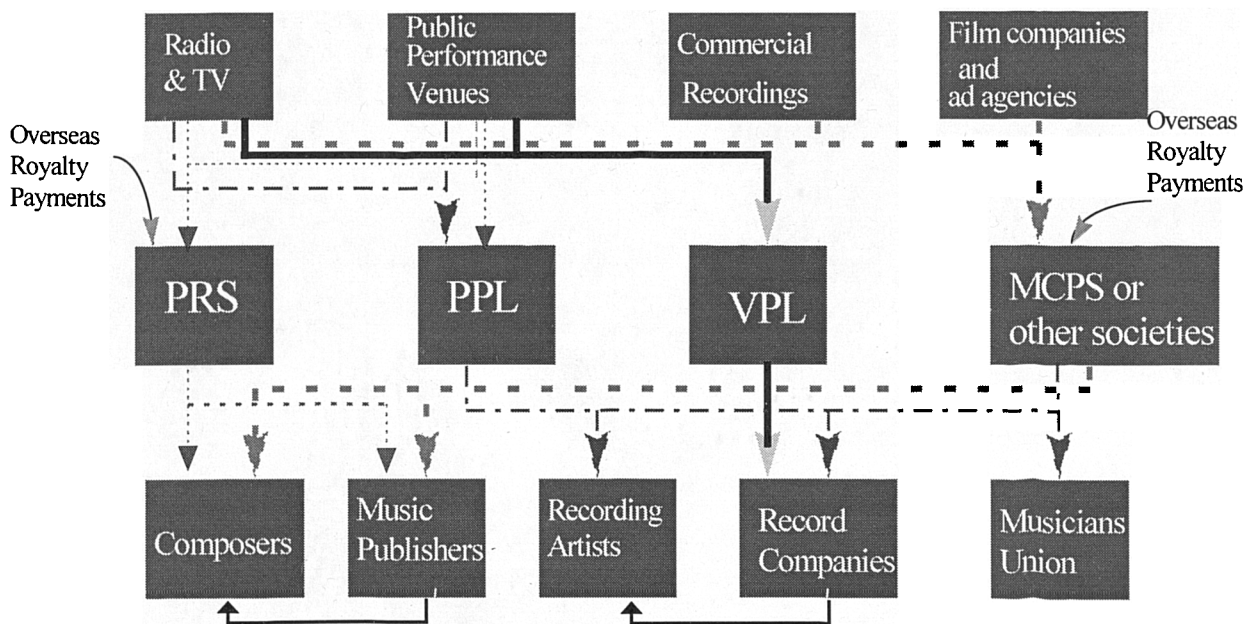 Radio
& TV
Public
Performance
Venues
Commercial
Recordings
Film companies
and
ad agencies
Overseas
Royalty
Payments
Overseas
Royalty
Payments
PRS
PPL
VPL
MCPS or
other societies
Composers
Music
Publishers
Recording
Artists
Record
Companies
Musicians
Union